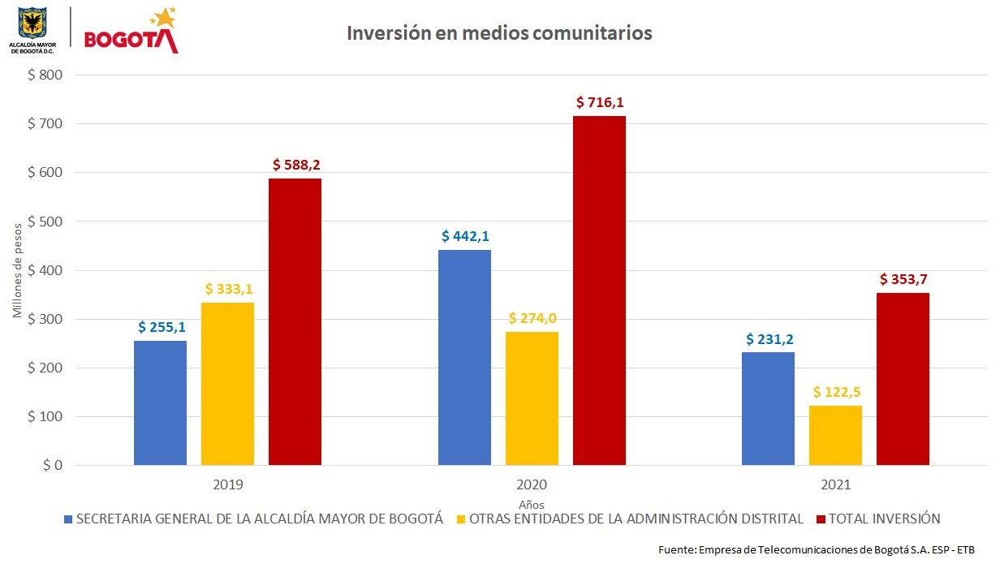 ALCALDÍA MAYOR
DE BOGOTÁ D.C.
BOGOTÁ
Inversión en medios comunitarios
$ 800
$ 700
$ 600
$ 500
$ 400
$ 300
$ 200
$ 100
$ 0
Millones de pesos
$ 255,1
$ 333,1
$ 588,2
$ 442,1
$ 274,0
$ 716,1
$ 231,2
$ 122,5
$ 353,7
2019
2020
2021
Años
SECRETARIA GENERAL DE LA ALCALDÍA MAYOR DE BOGOTÁ
OTRAS ENTIDADES DE LA ADMINISTRACIÓN DISTRITAL
TOTAL INVERSIÓN
Fuente: Empresa de Telecomunicaciones de Bogotá S.A. ESP - ETB